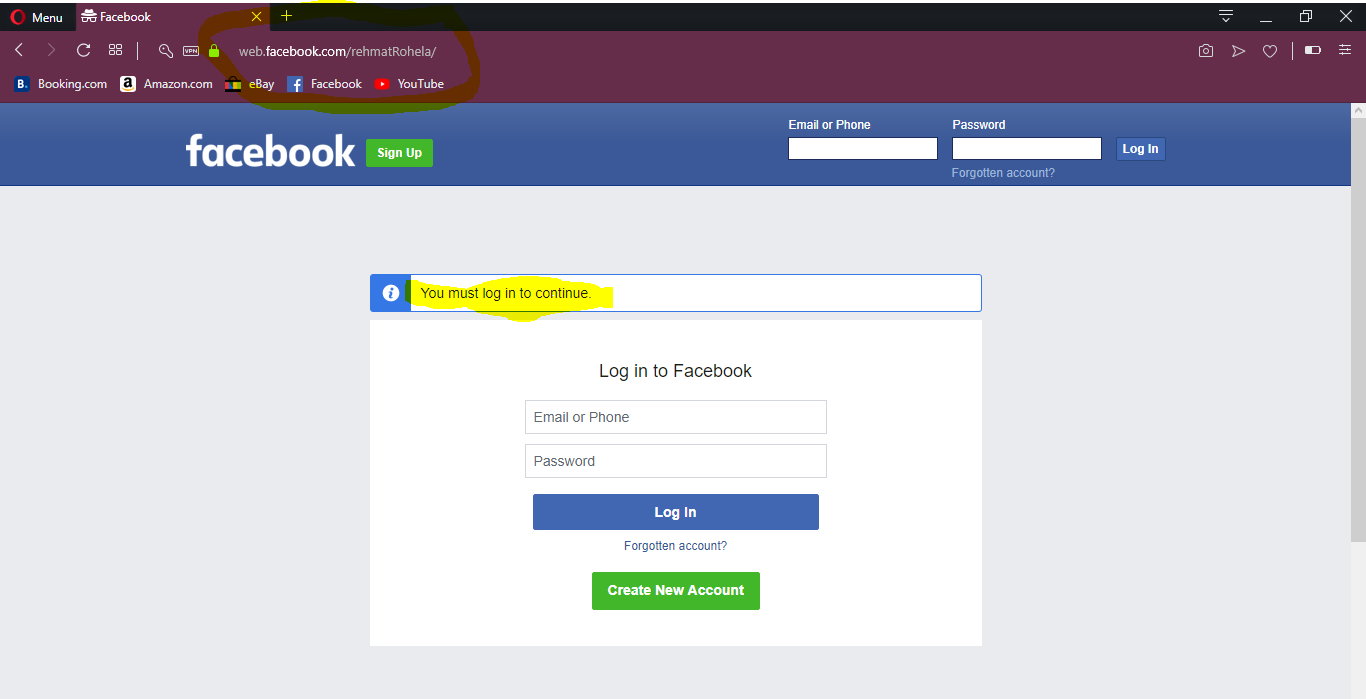 Menu
Facebook
VPN
web.facebook.com/rehmatRohela/
B. Booking.com
a Amazon.com
eBay
f Facebook
YouTube
facebook
Sign Up
Email or Phone
Password
Log In
Forgotten account?
i You must log in to continue.
Log in to Facebook
Email or Phone
Password
Log In
Forgotten account?
Create New Account